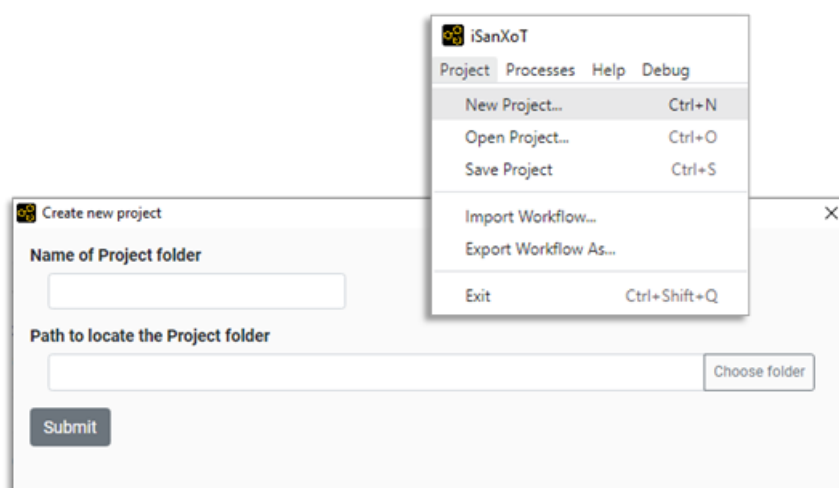 iSanXoT
Project Processes Help Debug
New Project... Ctrl+N
Open Project... Ctrl+O
Save Project Ctrl+S
Import Workflow...
Export Workflow As...
Exit Ctrl+Shift+Q
Create new project
Name of Project folder
Path to locate the Project folder
Choose folder
Submit